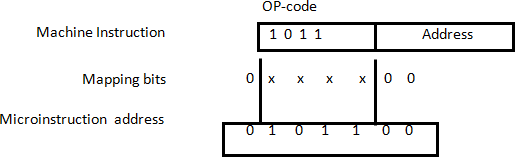 OP-code
Machine Instruction 1 0 1 1 Address
Mapping bits 0 x x x x 0 0
Microinstruction address 0 1 0 1 1 0 0